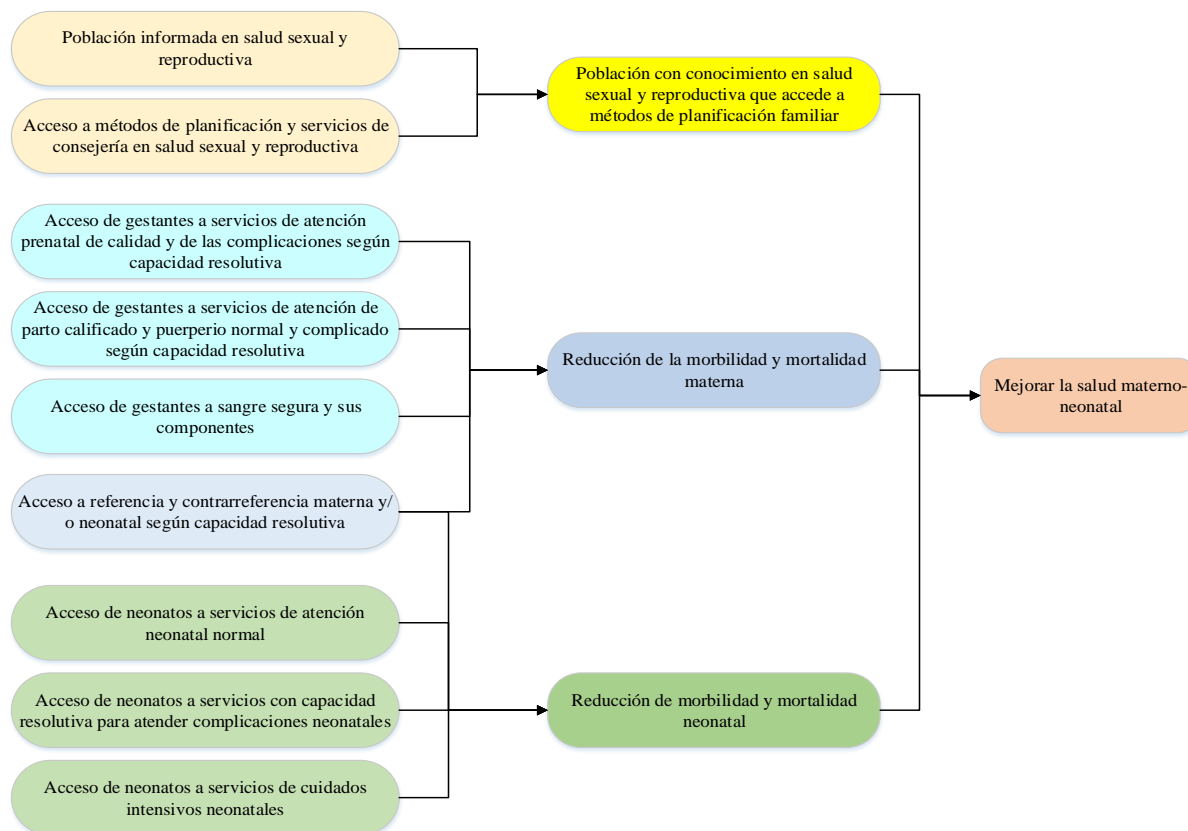 Población informada en salud sexual y
reproductiva
Acceso a métodos de planificación y servicios de
consejería en salud sexual y reproductiva
Acceso de gestantes a servicios de atención
prenatal de calidad y de las complicaciones según
capacidad resolutiva
Acceso de gestantes a servicios de atención de
parto calificado y puerperio normal y complicado
según capacidad resolutiva
Acceso de gestantes a sangre segura y sus
componentes
Acceso a referencia y contrarreferencia materna y/
o neonatal según capacidad resolutiva
Acceso de neonatos a servicios de atención
neonatal normal
Acceso de neonatos a servicios con capacidad
resolutiva para atender complicaciones neonatales
Acceso de neonatos a servicios de cuidados
intensivos neonatales
Población con conocimiento en salud
sexual y reproductiva que accede a
métodos de planificación familiar
Reducción de la morbilidad y mortalidad
materna
Reducción de morbilidad y mortalidad
neonatal
Mejorar la salud materno-
neonatal